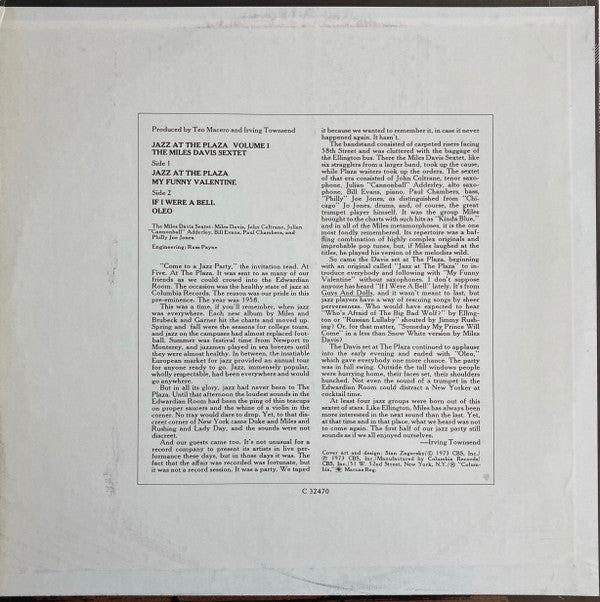 Produced by Teo Macero and Irving Townsend
JAZZ AT THE PLAZA VOLUME I
THE MILES DAVIS SEXTET
Side 1
JAZZ AT THE PLAZA
MY FUNNY VALENTINE
Side 2
IF I WERE A BELL
OLEO
The Miles Davis Sextet: Miles Davis, John Coltrane, Julian
"Cannonball" Adderley, Bill Evans, Paul Chambers, and
Philly Joe Jones.
Engineering: Ross Payne
"Come to a Jazz Party," the invitation read. At
Five. At The Plaza. It was sent to as many of our
friends as we could crowd into the Edwardian
Room. The occasion was the healthy state of jazz at
Columbia Records. The reason was our pride in this
pre-eminence. The year was 1958.
This was a time, if you'll remember, when jazz
was everywhere. Each new album by Miles and
Brubeck and Garner hit the charts and moved up.
Spring and fall were the seasons for college tours,
and jazz on the campuses had almost replaced foot-
ball. Summer was festival time from Newport to
Monterey, and jazzmen played in sea breezes until
they were almost healthy. In between, the insatiable
European market for jazz provided an annual tour
for anyone ready to go. Jazz, immensely popular,
wholly respectable, had been everywhere and would
go anywhere.
But in all its glory, jazz had never been to The
Plaza. Until that afternoon the loudest sounds in the
Edwardian Room had been the ping of thin teacups
on proper saucers and the whine of a violin in the
corner. No tray would dare to drop. Yet, to that dis-
creet corner of New York came Duke and Miles and
Rushing and Lady Day, and the sounds were not
discreet.
And our guests came too. It's not unusual for a
record company to present its artists in live per-
formance these days, but in those days it was. The
fact that the affair was recorded was fortunate, but
it was not a record session. It was a party. We taped
it because we wanted to remember it, in case it never
happened again. It hasn't.
The bandstand consisted of carpeted risers facing
58th Street and was cluttered with the baggage of
the Ellington bus. There the Miles Davis Sextet, like
six stragglers from a larger band, took up the cause,
while Plaza waiters took up the orders. The sextet
of that era consisted of John Coltrane, tenor saxo-
phone, Julian "Cannonball" Adderley, alto saxo-
phone, Bill Evans, piano, Paul Chambers, bass,
"Philly" Joe Jones, as distinguished from "Chi-
cago" Jo Jones, drums, and, of course, the great
trumpet player himself. It was the group Miles
brought to the charts with such hits as "Kinda Blue,"
and in all of the Miles metamorphoses, it is the one
most fondly remembered. Its repertoire was a baf-
fling combination of highly complex originals and
improbable pop tunes, but, if Miles laughed at the
titles, he played his version of the melodies wild.
So came the Davis set at The Plaza, beginning
with an original called "Jazz at The Plaza" to in-
troduce everybody and following with "My Funny
Valentine" without saxophones. I don't suppose
anyone has heard "If I Were A Bell" lately. It's from
Guys And Dolls, and it wasn't meant to last, but
jazz players have a way of rescuing songs by sheer
perverseness. Who would have expected to hear
"Who's Afraid of The Big Bad Wolf?" by Elling-
ton or "Russian Lullaby" shouted by Jimmy Rush-
ing? Or, for that matter, "Someday My Prince Will
Come" in a less than Snow White version by Miles
Davis?
The Davis set at The Plaza continued to applause
into the early evening and ended with "Oleo,"
which gave everybody one more chance. The party
was in full swing. Outside the tall windows people
were hurrying home, their faces set, their shoulders
hunched. Not even the sound of a trumpet in the
Edwardian Room could distract a New Yorker at
cocktail time.
At least four jazz groups were born out of this
sextet of stars. Like Ellington, Miles has always been
more interested in the next sound than the last. Yet,
at that time and in that place, what we heard was not
to come again. The first half of our jazz party still
sounds as if we all enjoyed ourselves.
—Irving Townsend
Cover art and design: Stan Zagorsky/© 1973 CBS, Inc./
℗ 1973 CBS, Inc./Manufactured by Columbia Records/
CBS, Inc./51 W. 52nd Street, New York, N.Y./® "Colum-
bia," Marcas Reg.
C 32470